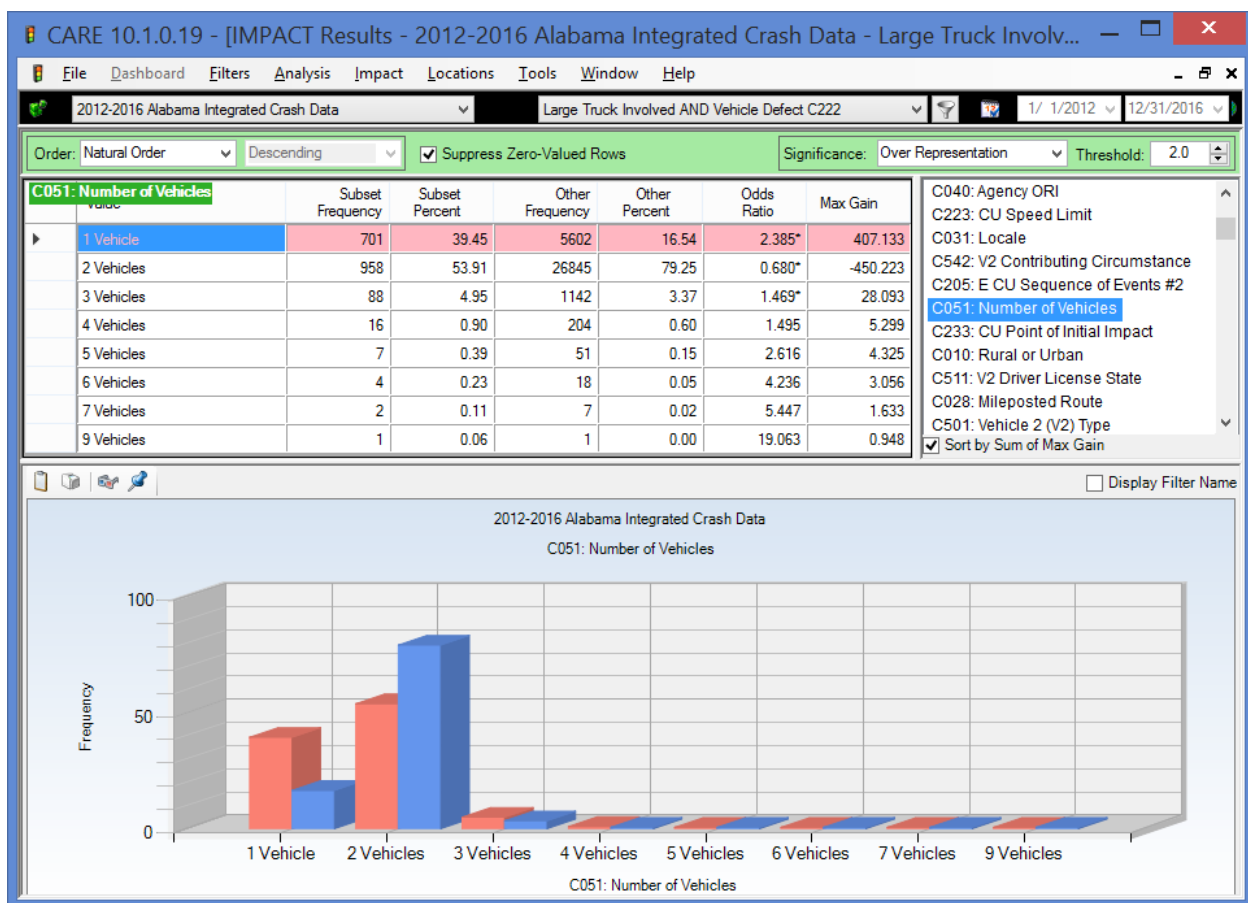 CARE 10.1.0.19 - [IMPACT Results - 2012-2016 Alabama Integrated Crash Data - Large Truck Involv...
File Dashboard Filters Analysis Impact Locations Tools Window Help
2012-2016 Alabama Integrated Crash Data Large Truck Involved AND Vehicle Defect C222 1/ 1/2012 12/31/2016
Order: Natural Order Descending Suppress Zero-Valued Rows Significance: Over Representation Threshold: 2.0
C051: Number of Vehicles
Value Subset Frequency Subset Percent Other Frequency Other Percent Odds Ratio Max Gain
1 Vehicle 701 39.45 5602 16.54 2.385* 407.133
2 Vehicles 958 53.91 26845 79.25 0.680* -450.223
3 Vehicles 88 4.95 1142 3.37 1.469* 28.093
4 Vehicles 16 0.90 204 0.60 1.495 5.299
5 Vehicles 7 0.39 51 0.15 2.616 4.325
6 Vehicles 4 0.23 18 0.05 4.236 3.056
7 Vehicles 2 0.11 7 0.02 5.447 1.633
9 Vehicles 1 0.06 1 0.00 19.063 0.948
C040: Agency ORI
C223: CU Speed Limit
C031: Locale
C542: V2 Contributing Circumstance
C205: E CU Sequence of Events #2
C051: Number of Vehicles
C233: CU Point of Initial Impact
C010: Rural or Urban
C511: V2 Driver License State
C028: Mileposted Route
C501: Vehicle 2 (V2) Type
Sort by Sum of Max Gain
Display Filter Name
2012-2016 Alabama Integrated Crash Data
C051: Number of Vehicles
100
50
0
Frequency
1 Vehicle 2 Vehicles 3 Vehicles 4 Vehicles 5 Vehicles 6 Vehicles 7 Vehicles 9 Vehicles
C051: Number of Vehicles